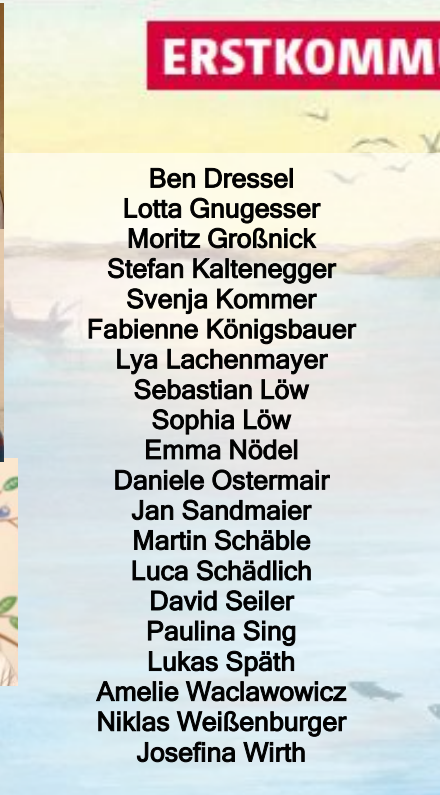 ERSTKOMMU
Ben Dressel
Lotta Gnugesser
Moritz Großnick
Stefan Kaltenegger
Svenja Kommer
Fabienne Königsbauer
Lya Lachenmayer
Sebastian Löw
Sophia Löw
Emma Nödel
Daniele Ostermair
Jan Sandmaier
Martin Schäble
Luca Schädlich
David Seiler
Paulina Sing
Lukas Späth
Amelie Waclawowicz
Niklas Weißenburger
Josefina Wirth